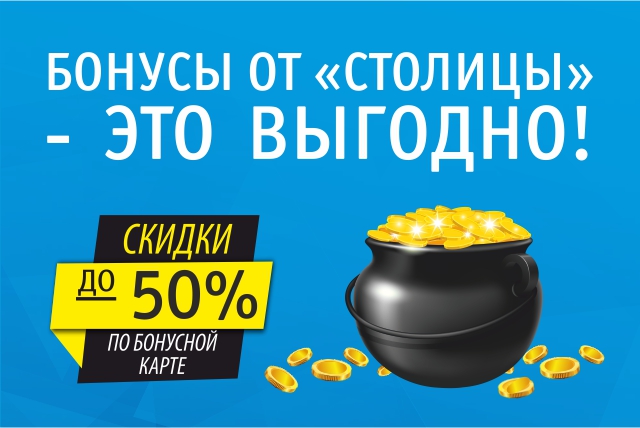 БОНУСЫ ОТ «СТОЛИЦЫ»
- ЭТО ВЫГОДНО!
СКИДКИ
ДО 50%
ПО БОНУСНОЙ
КАРТЕ